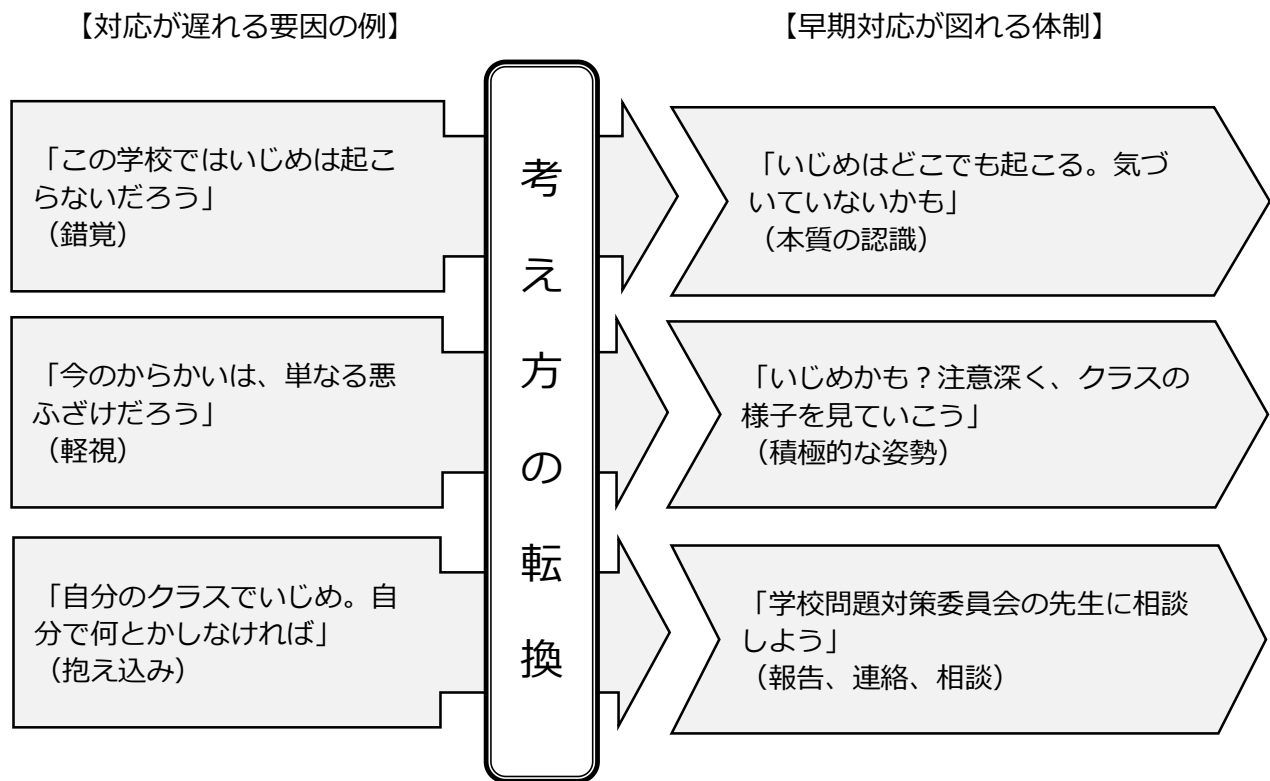 【対応が遅れる要因の例】
【早期対応が図れる体制】
「この学校ではいじめは起こ
らないだろう」
（錯覚）
考え方の転換
「いじめはどこでも起こる。気づ
いていないかも」
（本質の認識）
「今のからかいは、単なる悪
ふざけだろう」
（軽視）
「いじめかも？注意深く、クラスの
様子を見ていこう」
（積極的な姿勢）
「自分のクラスでいじめ。自
分で何とかしなければ」
（抱え込み）
「学校問題対策委員会の先生に相談
しよう」
（報告、連絡、相談）